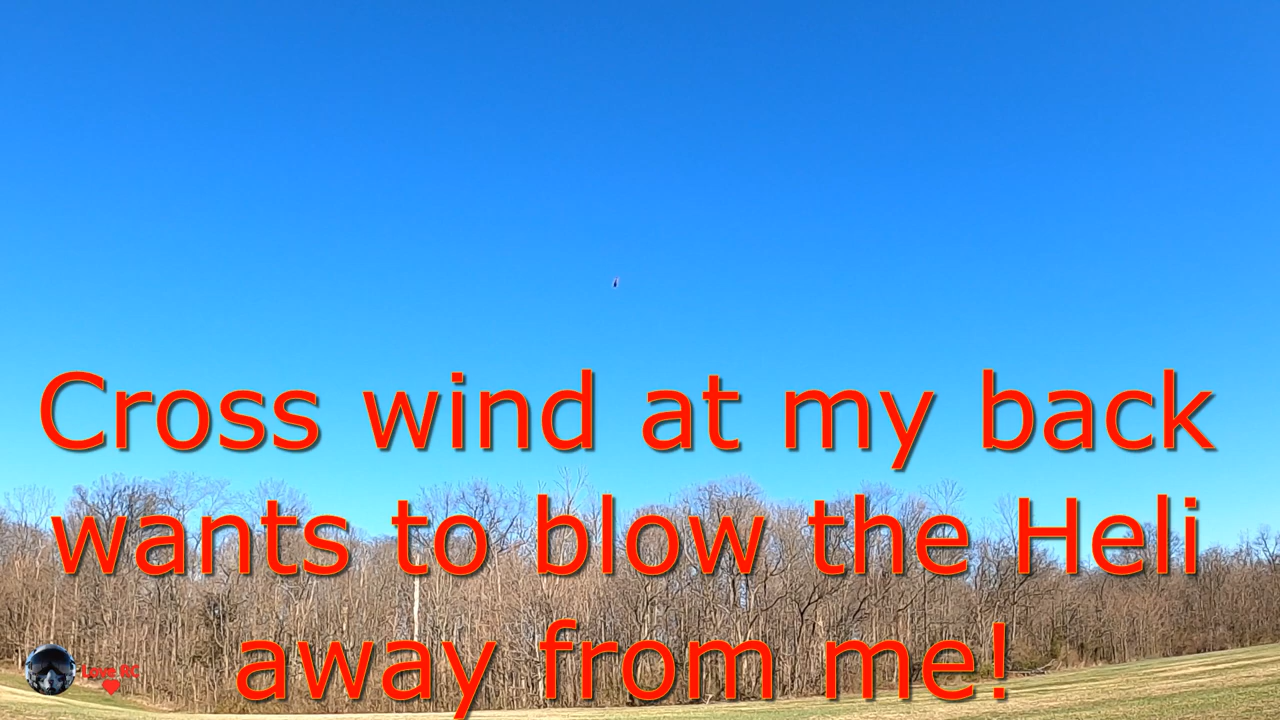 Cross wind at my back
wants to blow the Heli
away from me!
Love RC